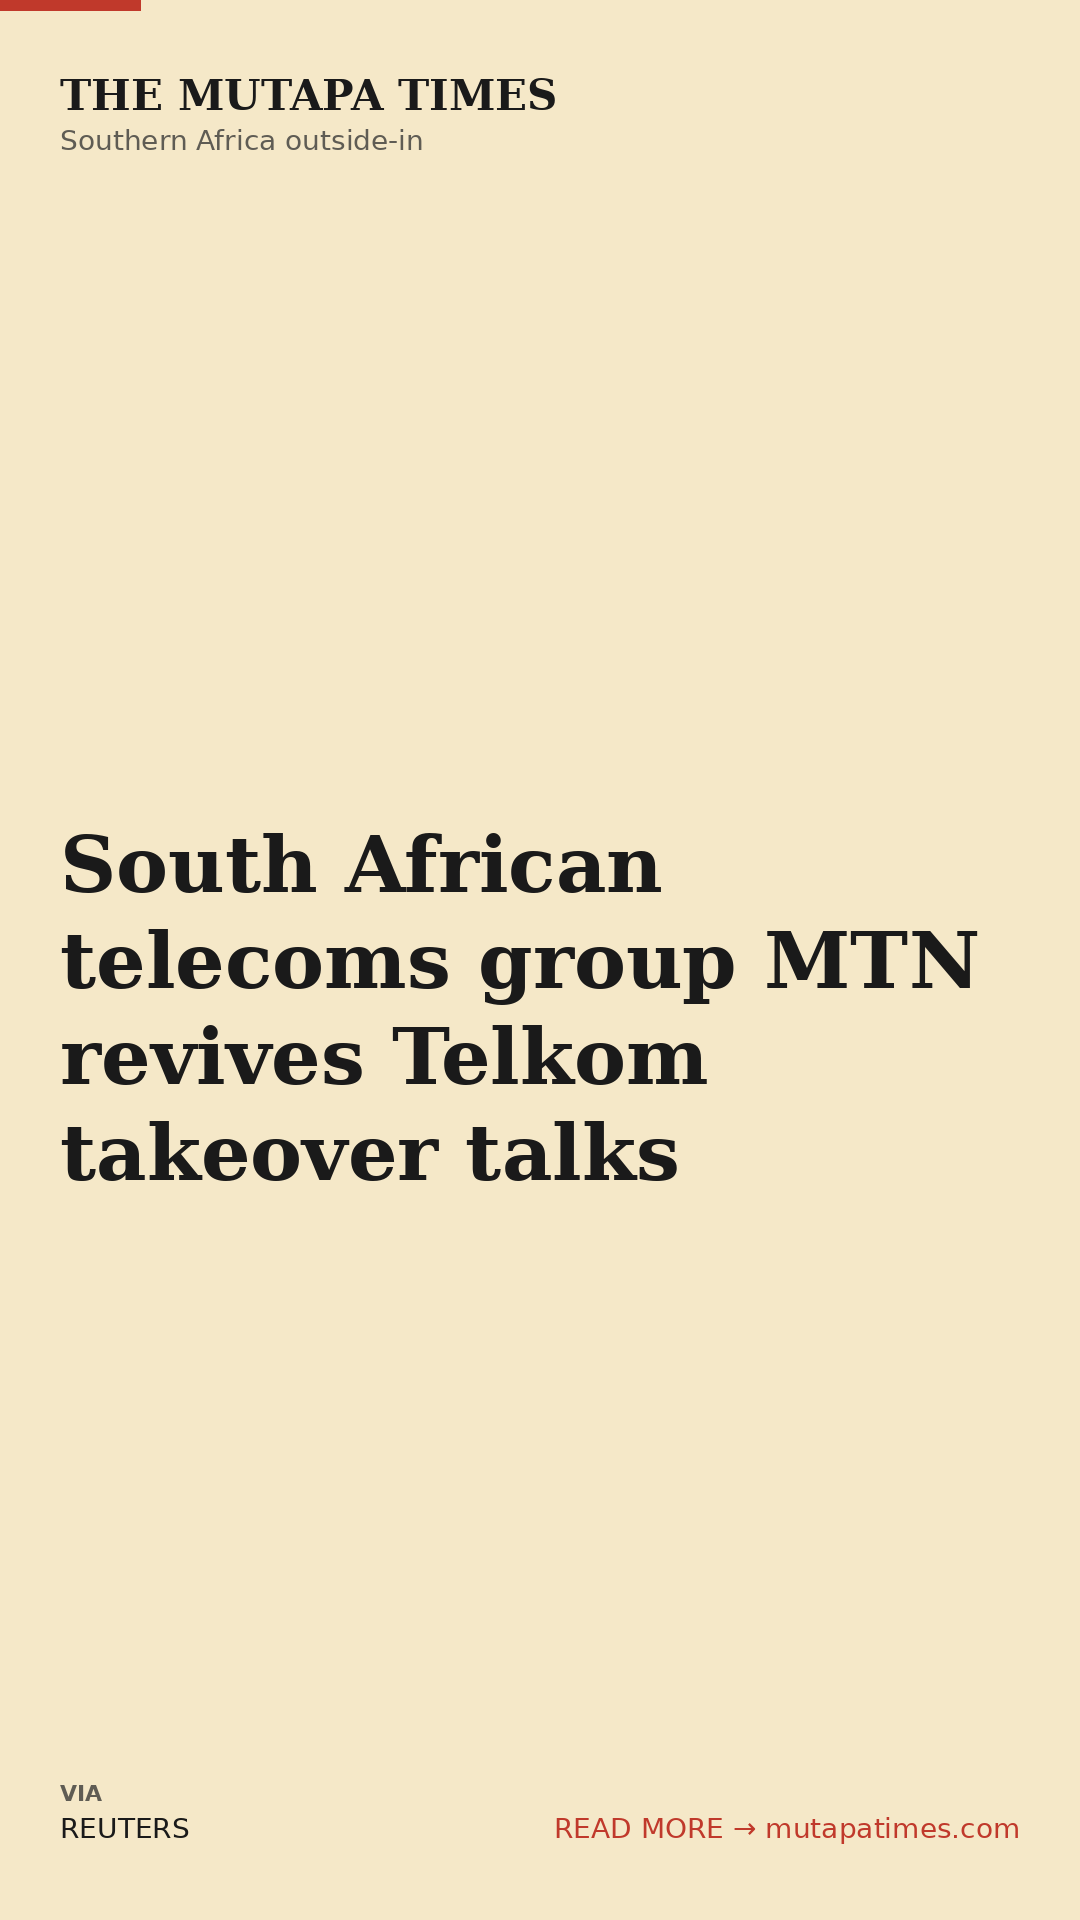 THE MUTAPA TIMES
Southern Africa outside-in
South African
telecoms group MTN
revives Telkom
takeover talks
VIA
REUTERS
READ MORE → mutapatimes.com